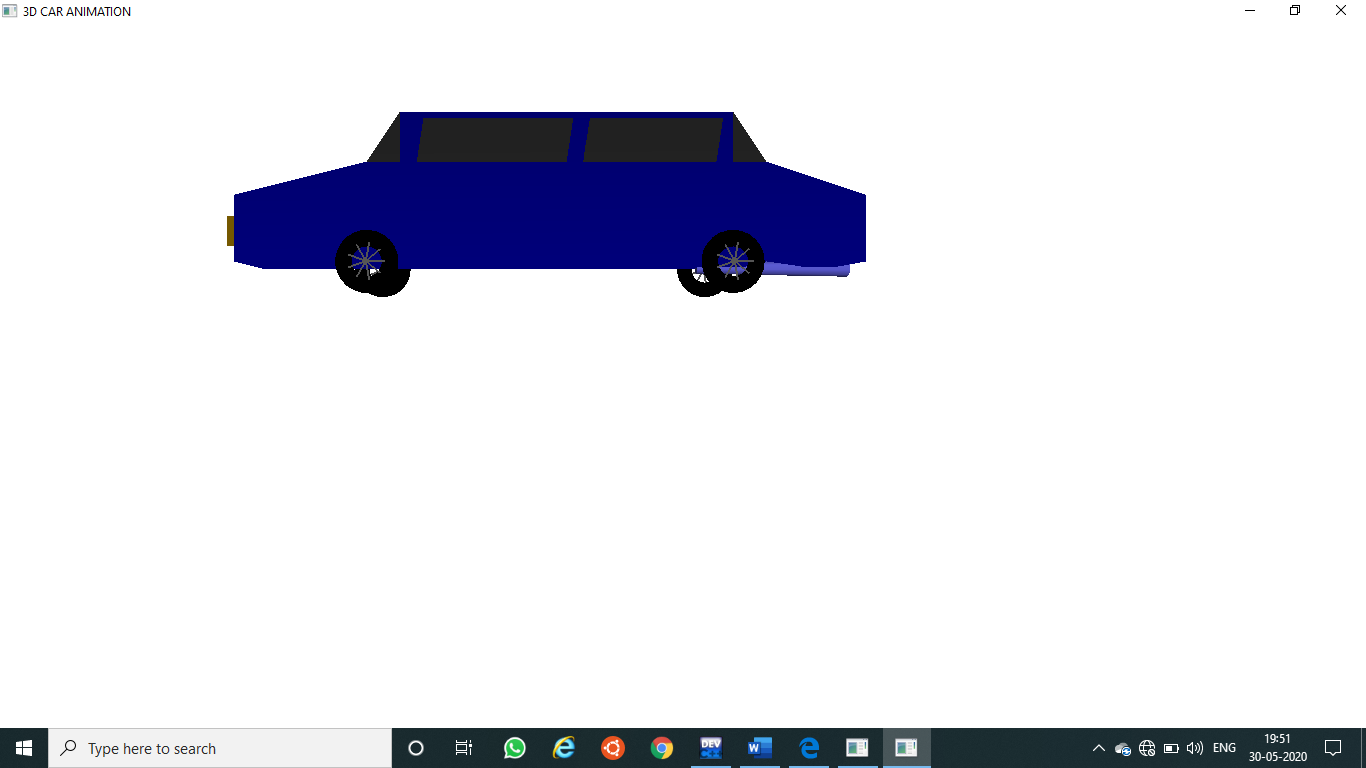 3D CAR ANIMATION
Type here to search
DEV
W
ENG
19:51
30-05-2020